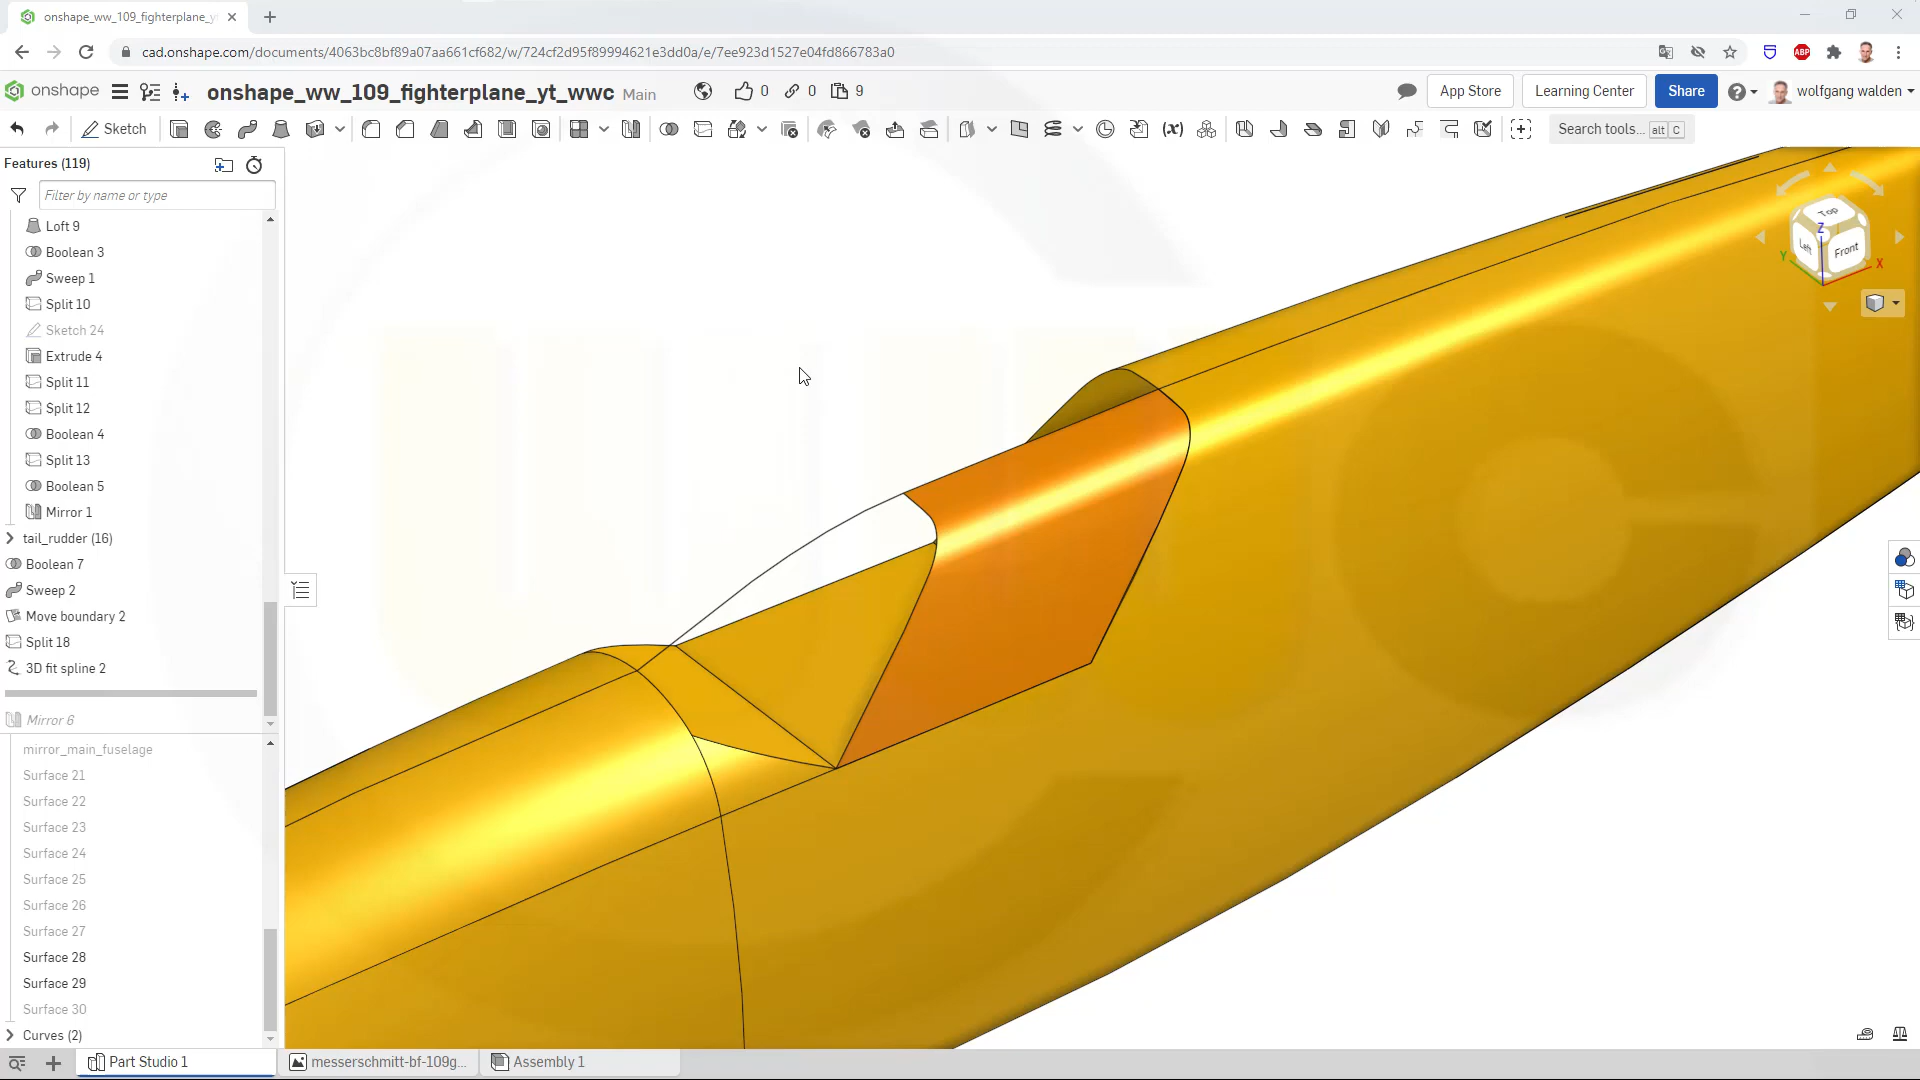 onshape_ww_109_fighterplane_y
cad.onshape.com/documents/4063bc8bf89a07aa661cf682/w/724cf2d95f89994621e3dd0a/e/7ee923d1527e04fd866783a0
ABP
onshape
onshape_ww_109_fighterplane_yt_wwc Main
0
0
9
App Store
Learning Center
Share
wolfgang walden
Sketch
(x)
Search tools... alt C
Features (119)
Filter by name or type
Loft 9
Boolean 3
Sweep 1
Split 10
Sketch 24
Extrude 4
Split 11
Split 12
Boolean 4
Split 13
Boolean 5
Mirror 1
tail_rudder (16)
Boolean 7
Sweep 2
Move boundary 2
Split 18
3D fit spline 2
Mirror 6
mirror_main_fuselage
Surface 21
Surface 22
Surface 23
Surface 24
Surface 25
Surface 26
Surface 27
Surface 28
Surface 29
Surface 30
Curves (2)
Top
Left
Front
Z
Y
X
Part Studio 1
messerschmitt-bf-109g...
Assembly 1